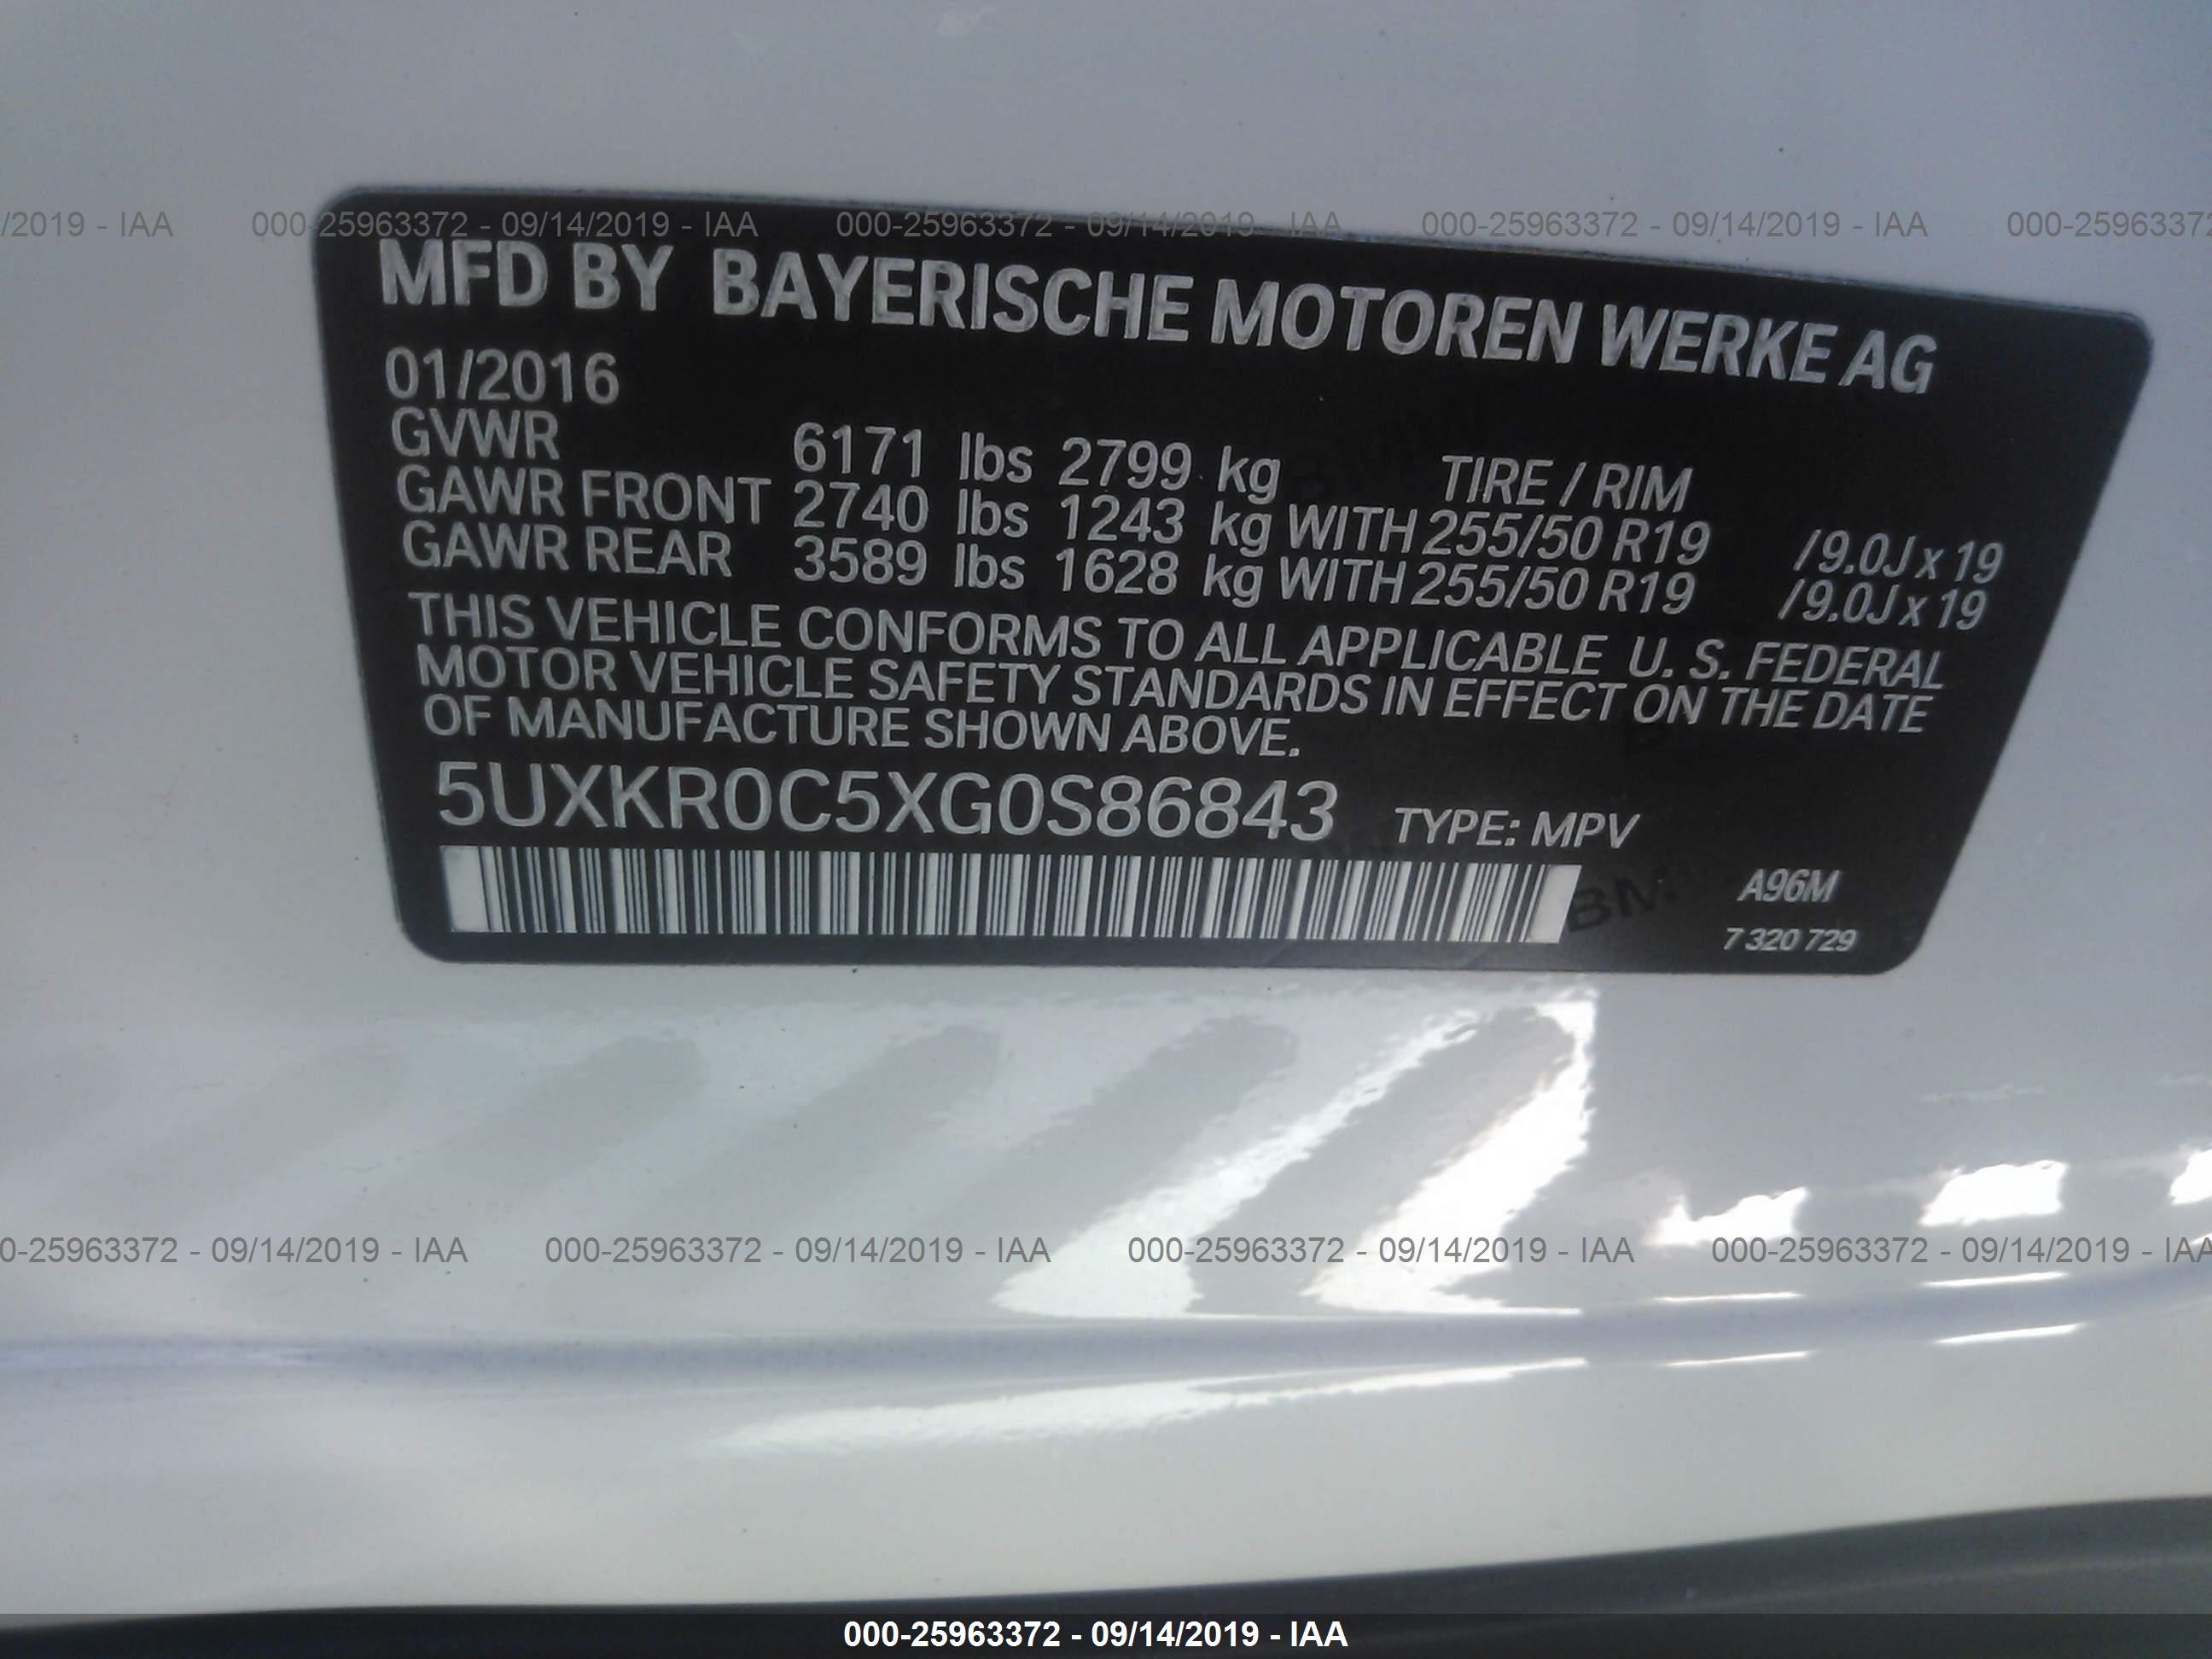 /2019 - IAA 000-25963372 - 09/14/2019 - IAA 000-25963372 - 09/14/2019 - IAA 000-25963372 - 09/14/2019 - IAA 000-25963372
MFD BY BAYERISCHE MOTOREN WERKE AG
01/2016
GVWR 6171 lbs 2799 kg TIRE / RIM
GAWR FRONT 2740 lbs 1243 kg WITH 255/50 R19 /9.0J x 19
GAWR REAR 3589 lbs 1628 kg WITH 255/50 R19 /9.0J x 19
THIS VEHICLE CONFORMS TO ALL APPLICABLE U. S. FEDERAL
MOTOR VEHICLE SAFETY STANDARDS IN EFFECT ON THE DATE
OF MANUFACTURE SHOWN ABOVE.
5UXKR0C5XG0S86843 TYPE: MPV
A96M
7 320 729
0-25963372 - 09/14/2019 - IAA 000-25963372 - 09/14/2019 - IAA 000-25963372 - 09/14/2019 - IAA 000-25963372 - 09/14/2019 - IAA
000-25963372 - 09/14/2019 - IAA